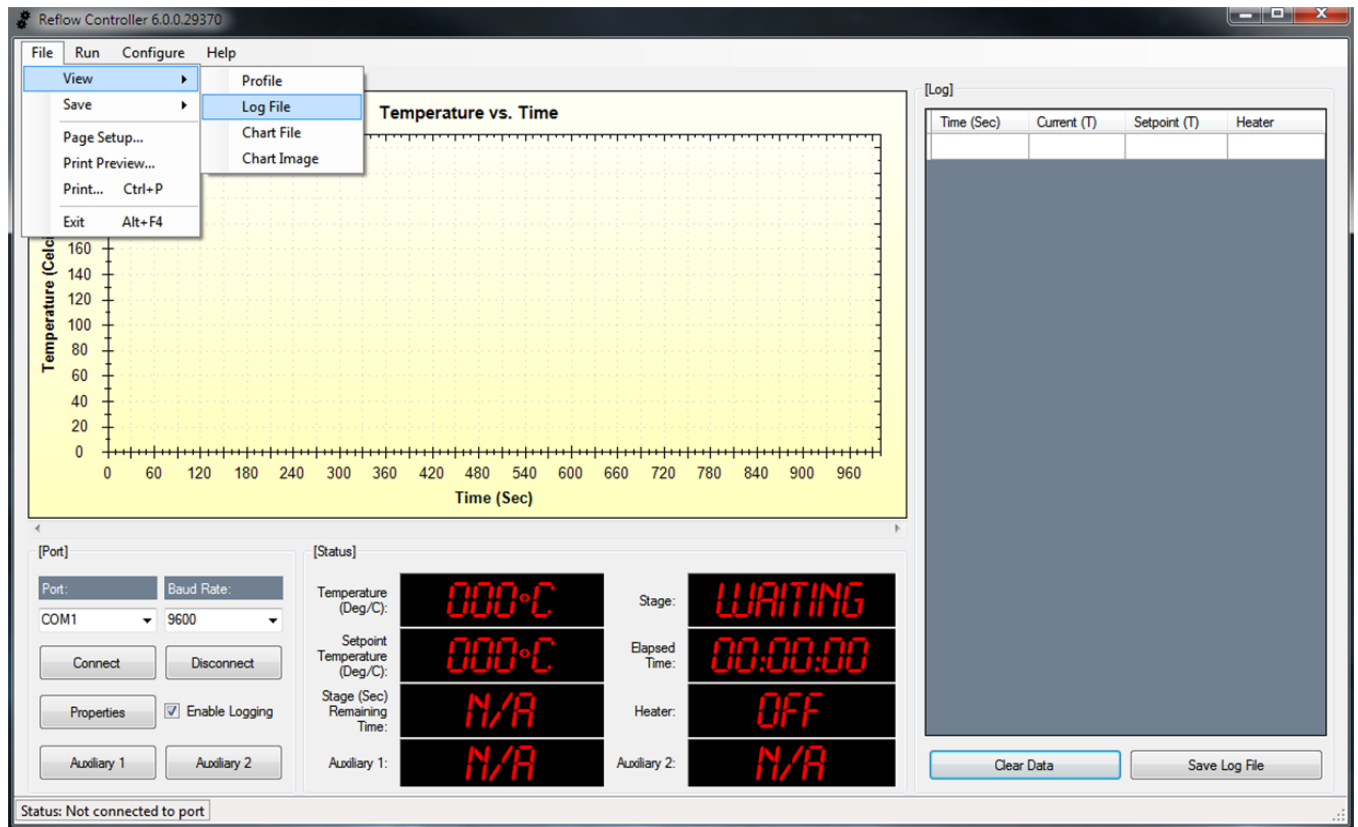 Reflow Controller 6.0.0.29370
File Run Configure Help
View
Save
Page Setup...
Print Preview...
Print... Ctrl+P
Exit Alt+F4
Profile
Log File
Chart File
Chart Image
Temperature vs. Time
160
140
120
100
80
60
40
20
0
0 60 120 180 240 300 360 420 480 540 600 660 720 780 840 900 960
Time (Sec)
[Log]
Time (Sec) Current (T) Setpoint (T) Heater
[Port]
Port: Baud Rate:
COM1 9600
Connect Disconnect
Properties Enable Logging
Auxiliary 1 Auxiliary 2
[Status]
Temperature
(Deg/C):
000°C
Stage:
WAITING
Setpoint
Temperature
(Deg/C):
000°C
Elapsed
Time:
00:00:00
Stage (Sec)
Remaining
Time:
N/A
Heater:
OFF
Auxiliary 1:
N/A
Auxiliary 2:
N/A
Clear Data Save Log File
Status: Not connected to port